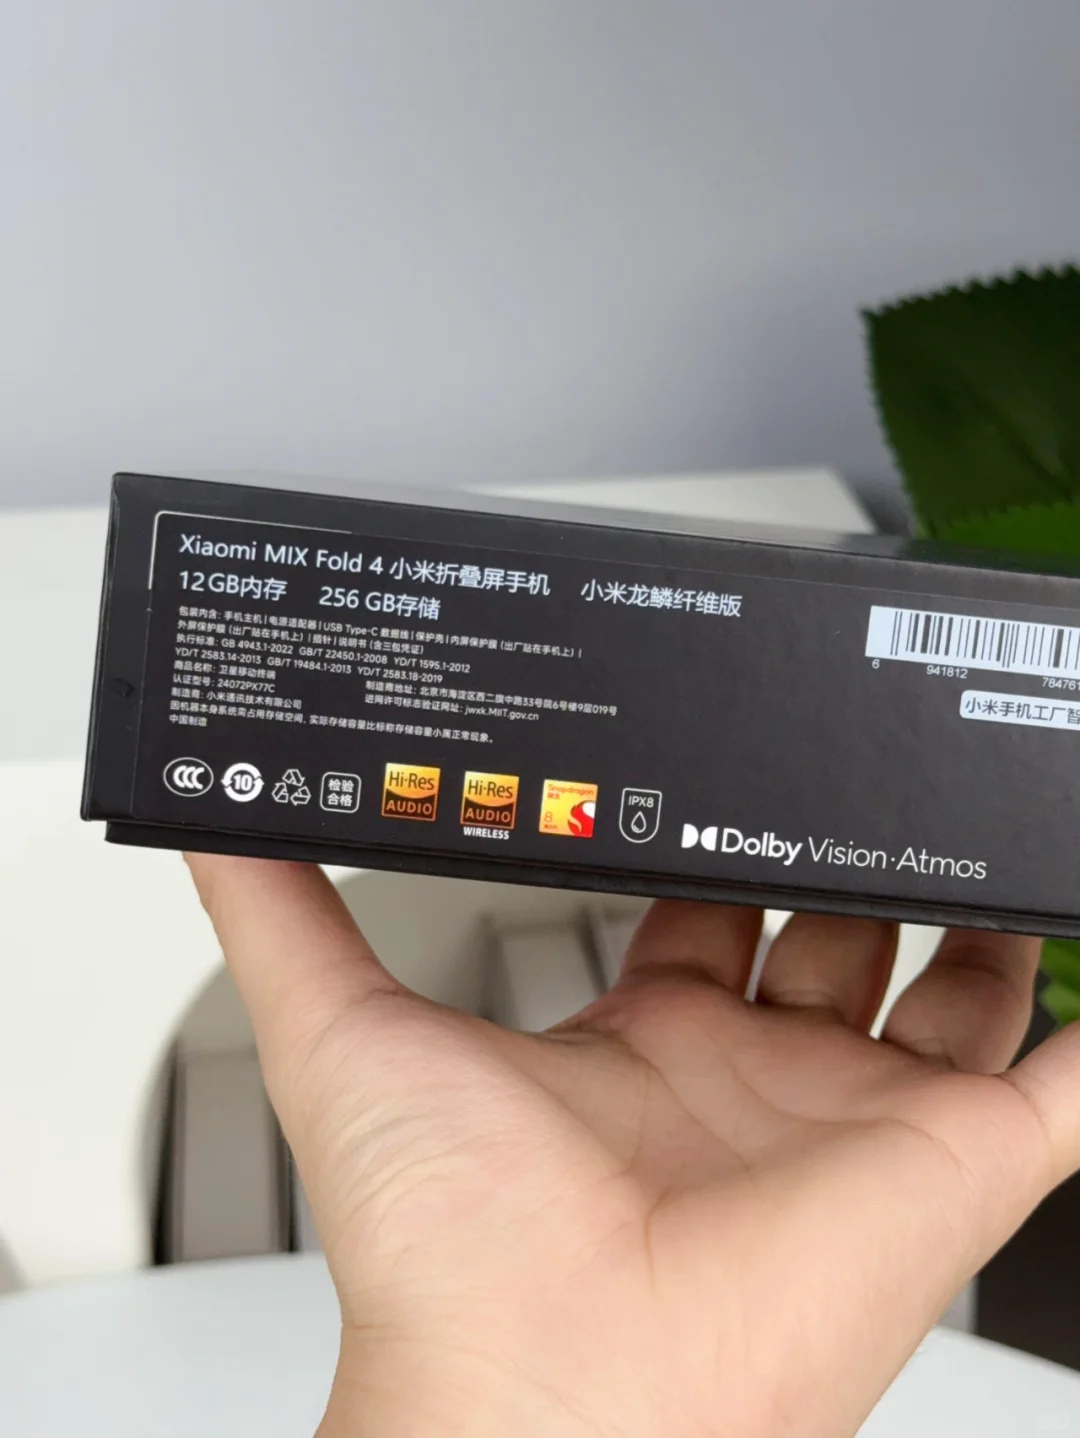 Xiaomi MIX Fold 4 小米折叠屏手机 小米龙鳞纤维版
12GB内存 256 GB存储
包装内含: 手机主机 | 电源适配器 | USB Type-C 数据线 | 保护壳 | 内屏保护膜 (出厂贴在手机上) |
外屏保护膜 (出厂贴在手机上) | 插针 | 说明书 (含三包凭证)
执行标准: GB 4943.1-2022 GB/T 22450.1-2008 YD/T 1595.1-2012
YD/T 2583.14-2013 GB/T 19484.1-2013 YD/T 2583.18-2019
商品名称: 卫星移动终端
认证型号: 24072PX77C 制造商地址: 北京市海淀区西二旗中路33号院6号楼9层019号
制造商: 小米通讯技术有限公司 进网许可标志验证网址: jwxk.MIIT.gov.cn
因机器本身系统需占用存储空间, 实际存储容量比标称存储容量小属正常现象。
中国制造
6 941812 784761
小米手机工厂智
CCC
10
检验
合格
Hi-Res
AUDIO
Hi-Res
AUDIO
WIRELESS
Snapdragon
8
IPX8
Dolby Vision·Atmos